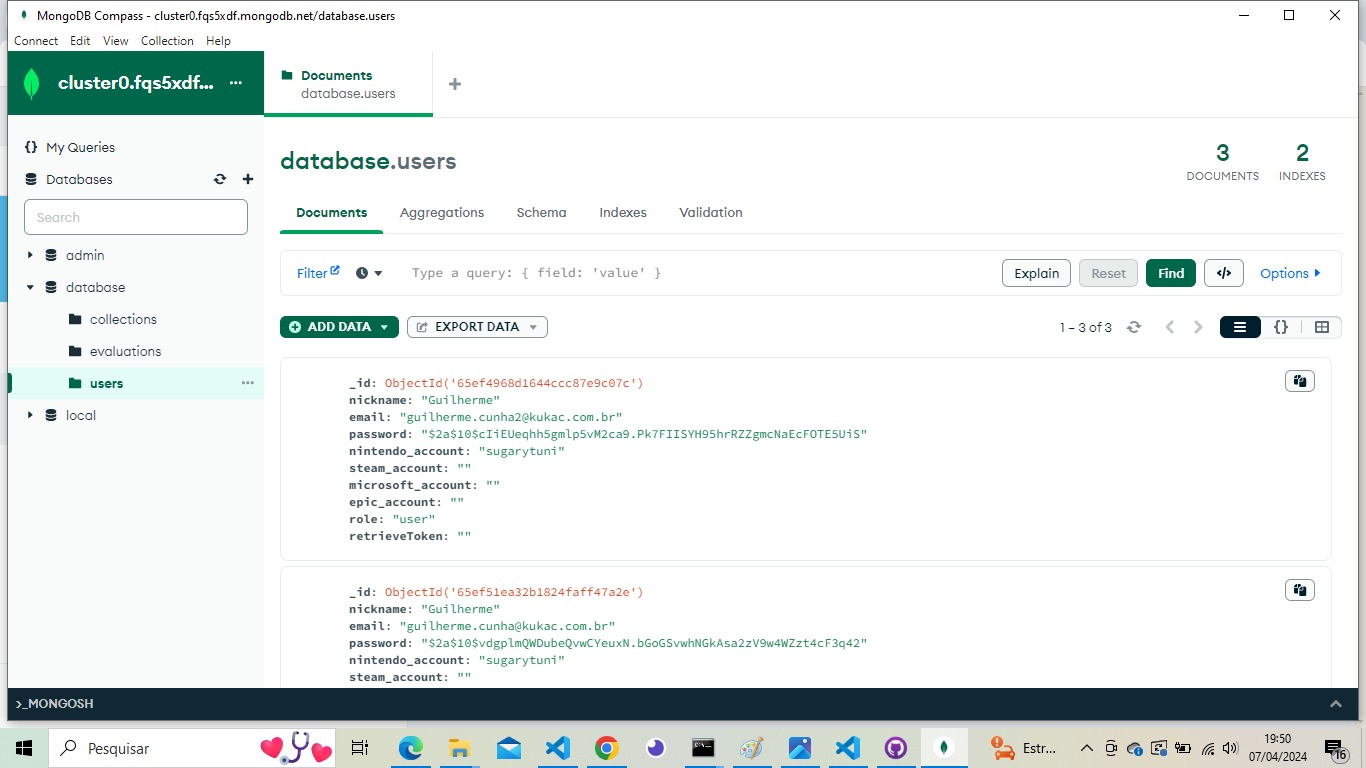 MongoDB Compass - cluster0.fqs5xdf.mongodb.net/database.users
Connect Edit View Collection Help
cluster0.fqs5xdf... ...
Documents
database.users
My Queries
Databases
Search
admin
database
collections
evaluations
users
local
database.users
3
DOCUMENTS
2
INDEXES
Documents Aggregations Schema Indexes Validation
Filter Type a query: { field: 'value' } Explain Reset Find </> Options
ADD DATA EXPORT DATA 1 – 3 of 3 {}
_id: ObjectId('65ef4968d1644ccc87e9c07c')
nickname: "Guilherme"
email: "guilherme.cunha2@kukac.com.br"
password: "$2a$10$cIiEUeqhh5gmlp5vM2ca9.Pk7FIISYH95hrRZZgmcNaEcFOTE5UiS"
nintendo_account: "sugarytuni"
steam_account: ""
microsoft_account: ""
epic_account: ""
role: "user"
retrieveToken: ""
_id: ObjectId('65ef51ea32b1824faff47a2e')
nickname: "Guilherme"
email: "guilherme.cunha@kukac.com.br"
password: "$2a$10$vdgplmQWDubeQvwCYeuxN.bGoGSvwhNGkAsa2zV9w4WZzt4cF3q42"
nintendo_account: "sugarytuni"
steam_account: ""
>_MONGOSH
Pesquisar
Estr...
19:50
07/04/2024
16